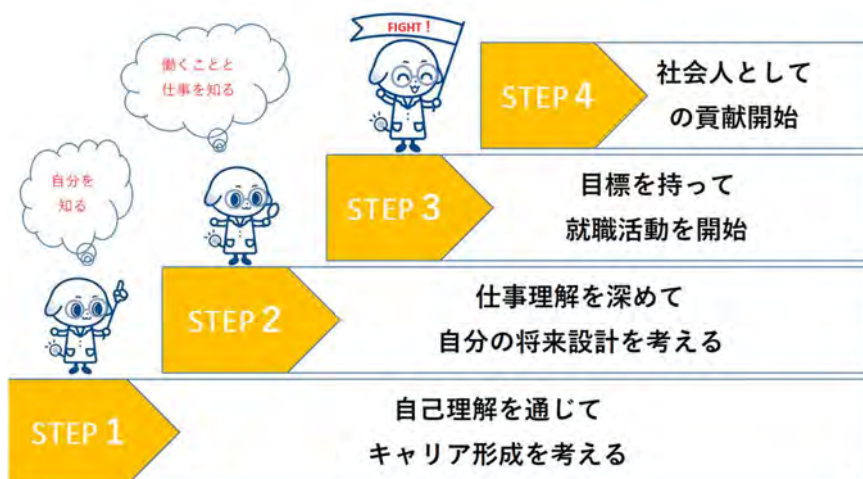 FIGHT！
働くことと
仕事を知る
自分を
知る
STEP 4
社会人として
の貢献開始
STEP 3
目標を持って
就職活動を開始
STEP 2
仕事理解を深めて
自分の将来設計を考える
STEP 1
自己理解を通じて
キャリア形成を考える